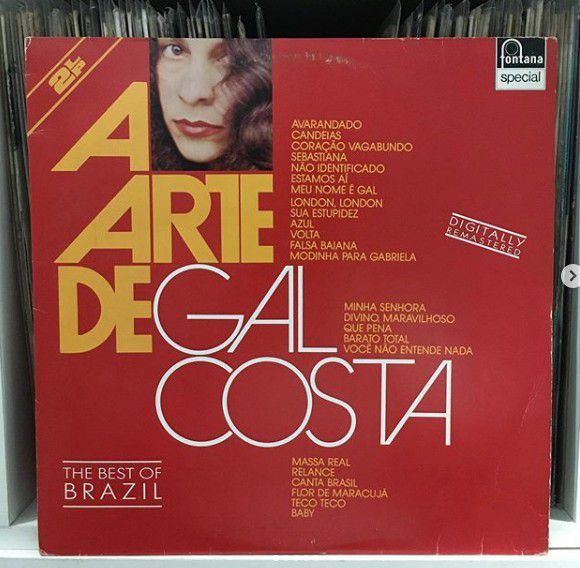 2LP
fontana
special
A
ARTE
DE GAL
COSTA
AVARANDADO
CANDEIAS
CORAÇÃO VAGABUNDO
SEBASTIANA
NÃO IDENTIFICADO
ESTAMOS AÍ
MEU NOME É GAL
LONDON, LONDON
SUA ESTUPIDEZ
AZUL
VOLTA
FALSA BAIANA
MODINHA PARA GABRIELA
DIGITALLY
REMASTERED
MINHA SENHORA
DIVINO, MARAVILHOSO
QUE PENA
BARATO TOTAL
VOCÊ NÃO ENTENDE NADA
THE BEST OF
BRAZIL
MASSA REAL
RELANCE
CANTA BRASIL
FLOR DE MARACUJÁ
TECO TECO
BABY